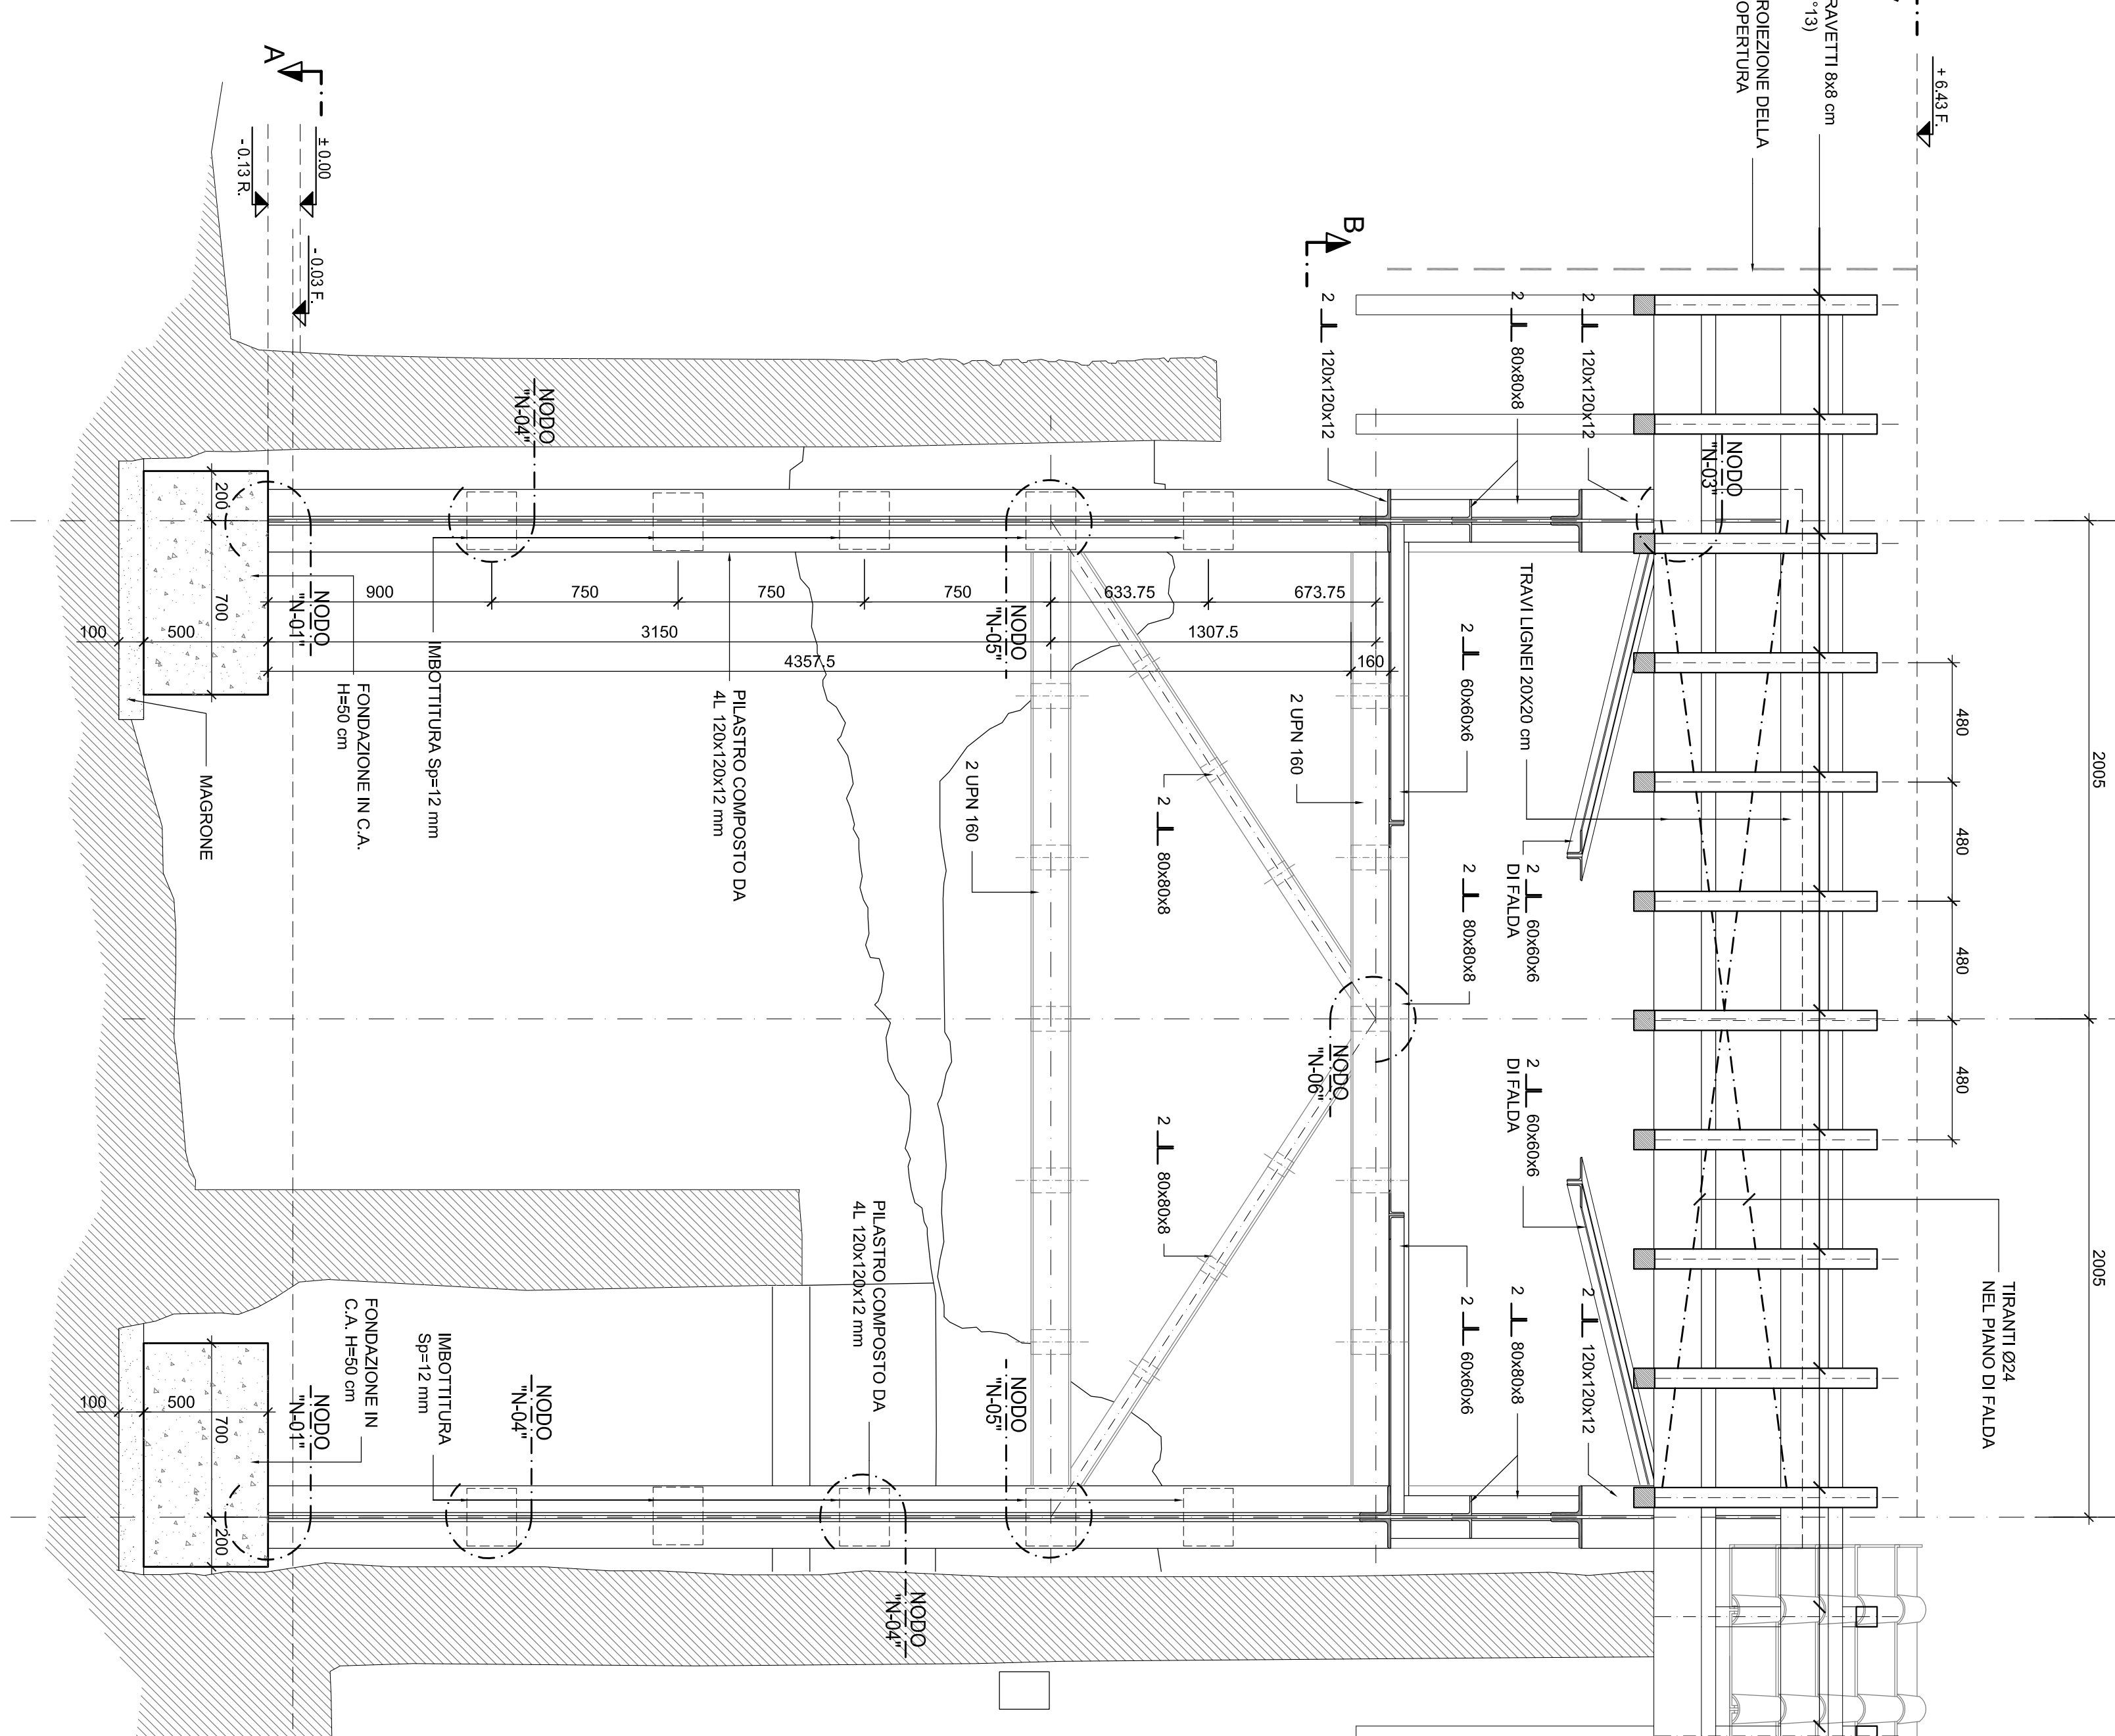 + 6.43 F.
RAVETTI 8x8 cm
°13)
ROIEZIONE DELLA
OPERTURA
A
± 0.00
- 0.13 R.
- 0.03 F.
B
2 120x120x12
2 80x80x8
2 120x120x12
NODO
"N-03"
NODO
"N-04"
200
700
900
750
750
750
633.75
673.75
100
500
3150
1307.5
4357.5
160
NODO
"N-01"
NODO
"N-05"
IMBOTTITURA Sp=12 mm
FONDAZIONE IN C.A.
H=50 cm
MAGRONE
PILASTRO COMPOSTO DA
4L 120x120x12 mm
2 UPN 160
2 80x80x8
2 UPN 160
2 60x60x6
TRAVI LIGNEI 20X20 cm
2 80x80x8
2 60x60x6
DI FALDA
480
480
480
480
2005
2005
NODO
"N-06"
2 60x60x6
DI FALDA
2 80x80x8
TIRANTI Ø24
NEL PIANO DI FALDA
PILASTRO COMPOSTO DA
4L 120x120x12 mm
2 60x60x6
2 80x80x8
2 120x120x12
FONDAZIONE IN
C.A. H=50 cm
IMBOTTITURA
Sp=12 mm
NODO
"N-01"
NODO
"N-04"
NODO
"N-05"
100
500
700
200
NODO
"N-04"